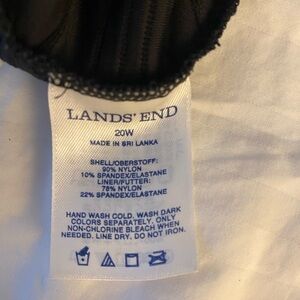 LANDS' END
20W
MADE IN SRI LANKA
SHELL/OBERSTOFF:
90% NYLON
10% SPANDEX/ELASTANE
LINER/FUTTER:
78% NYLON
22% SPANDEX/ELASTANE
HAND WASH COLD. WASH DARK
COLORS SEPARATELY. ONLY
NON-CHLORINE BLEACH WHEN
NEEDED. LINE DRY. DO NOT IRON.